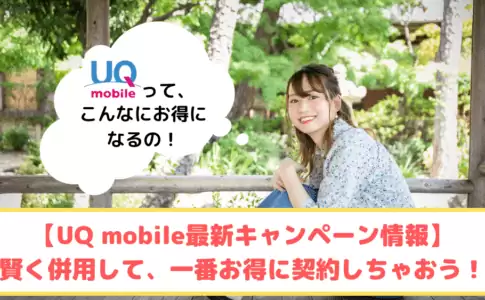 UQ
mobile って、
こんなにお得に
なるの！
【UQ mobile最新キャンペーン情報】
賢く併用して、一番お得に契約しちゃおう！